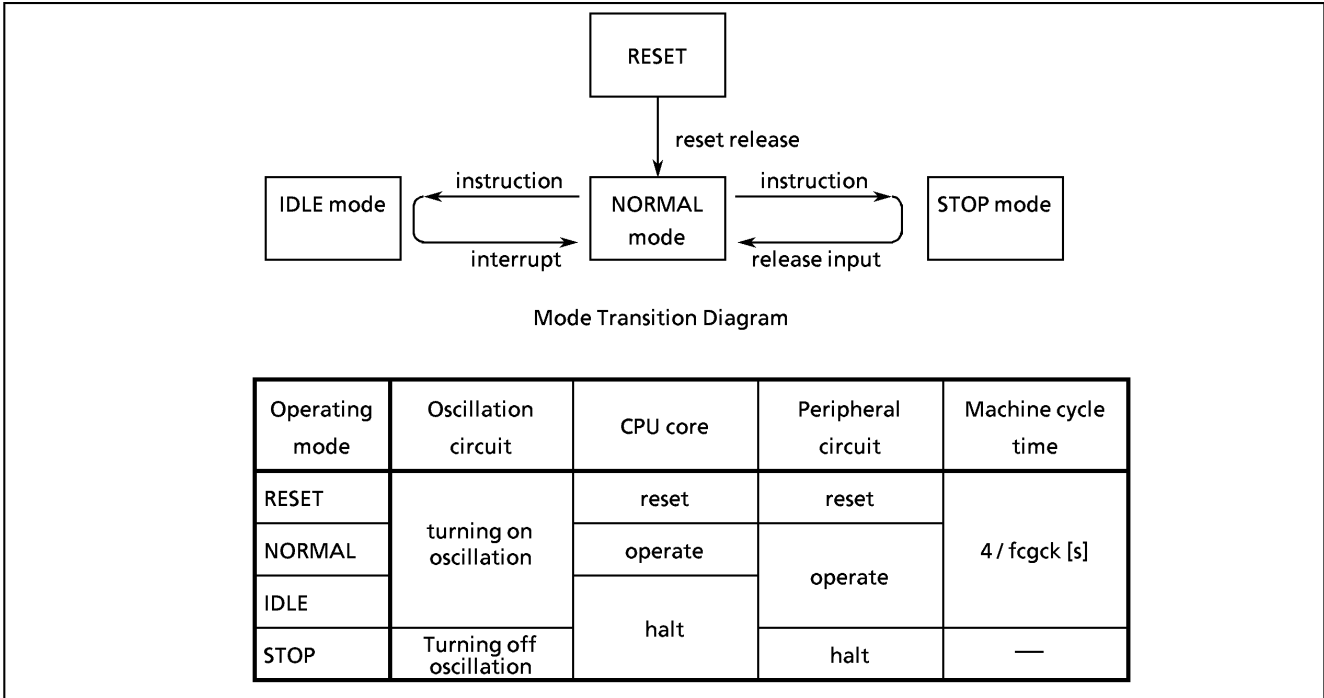 RESET
reset release
instruction
instruction
IDLE mode
NORMAL
mode
STOP mode
interrupt
release input
Mode Transition Diagram
Operating
mode
Oscillation
circuit
CPU core
Peripheral
circuit
Machine cycle
time
RESET
turning on
oscillation
reset
reset
4 / fcgck [s]
NORMAL
operate
operate
IDLE
halt
STOP
Turning off
oscillation
halt
—